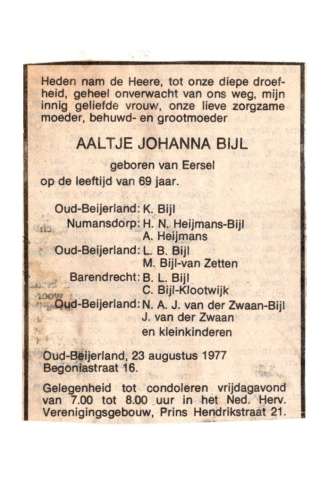 Heden nam de Heere, tot onze diepe droef-
heid, geheel onverwacht van ons weg, mijn
innig geliefde vrouw, onze lieve zorgzame
moeder, behuwd- en grootmoeder
AALTJE JOHANNA BIJL
geboren van Eersel
op de leeftijd van 69 jaar.
Oud-Beijerland: K. Bijl
Numansdorp: H. N. Heijmans-Bijl
A. Heijmans
Oud-Beijerland: L. B. Bijl
M. Bijl-van Zetten
Barendrecht: B. L. Bijl
C. Bijl-Klootwijk
Oud-Beijerland: N. A. J. van der Zwaan-Bijl
J. van der Zwaan
en kleinkinderen
Oud-Beijerland, 23 augustus 1977
Begoniastraat 16.
Gelegenheid tot condoleren vrijdagavond
van 7.00 tot 8.00 uur in het Ned. Herv.
Verenigingsgebouw, Prins Hendrikstraat 21.